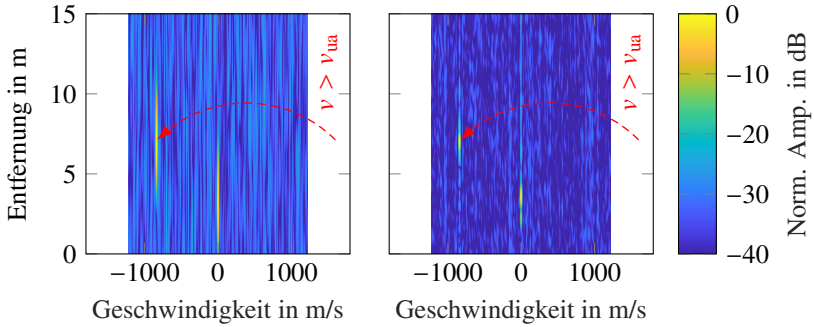 Entfernung in m
15
10
5
0
−1000
0
1000
Geschwindigkeit in m/s
v > v_ua
−1000
0
1000
Geschwindigkeit in m/s
v > v_ua
0
−10
−20
−30
−40
Norm. Amp. in dB